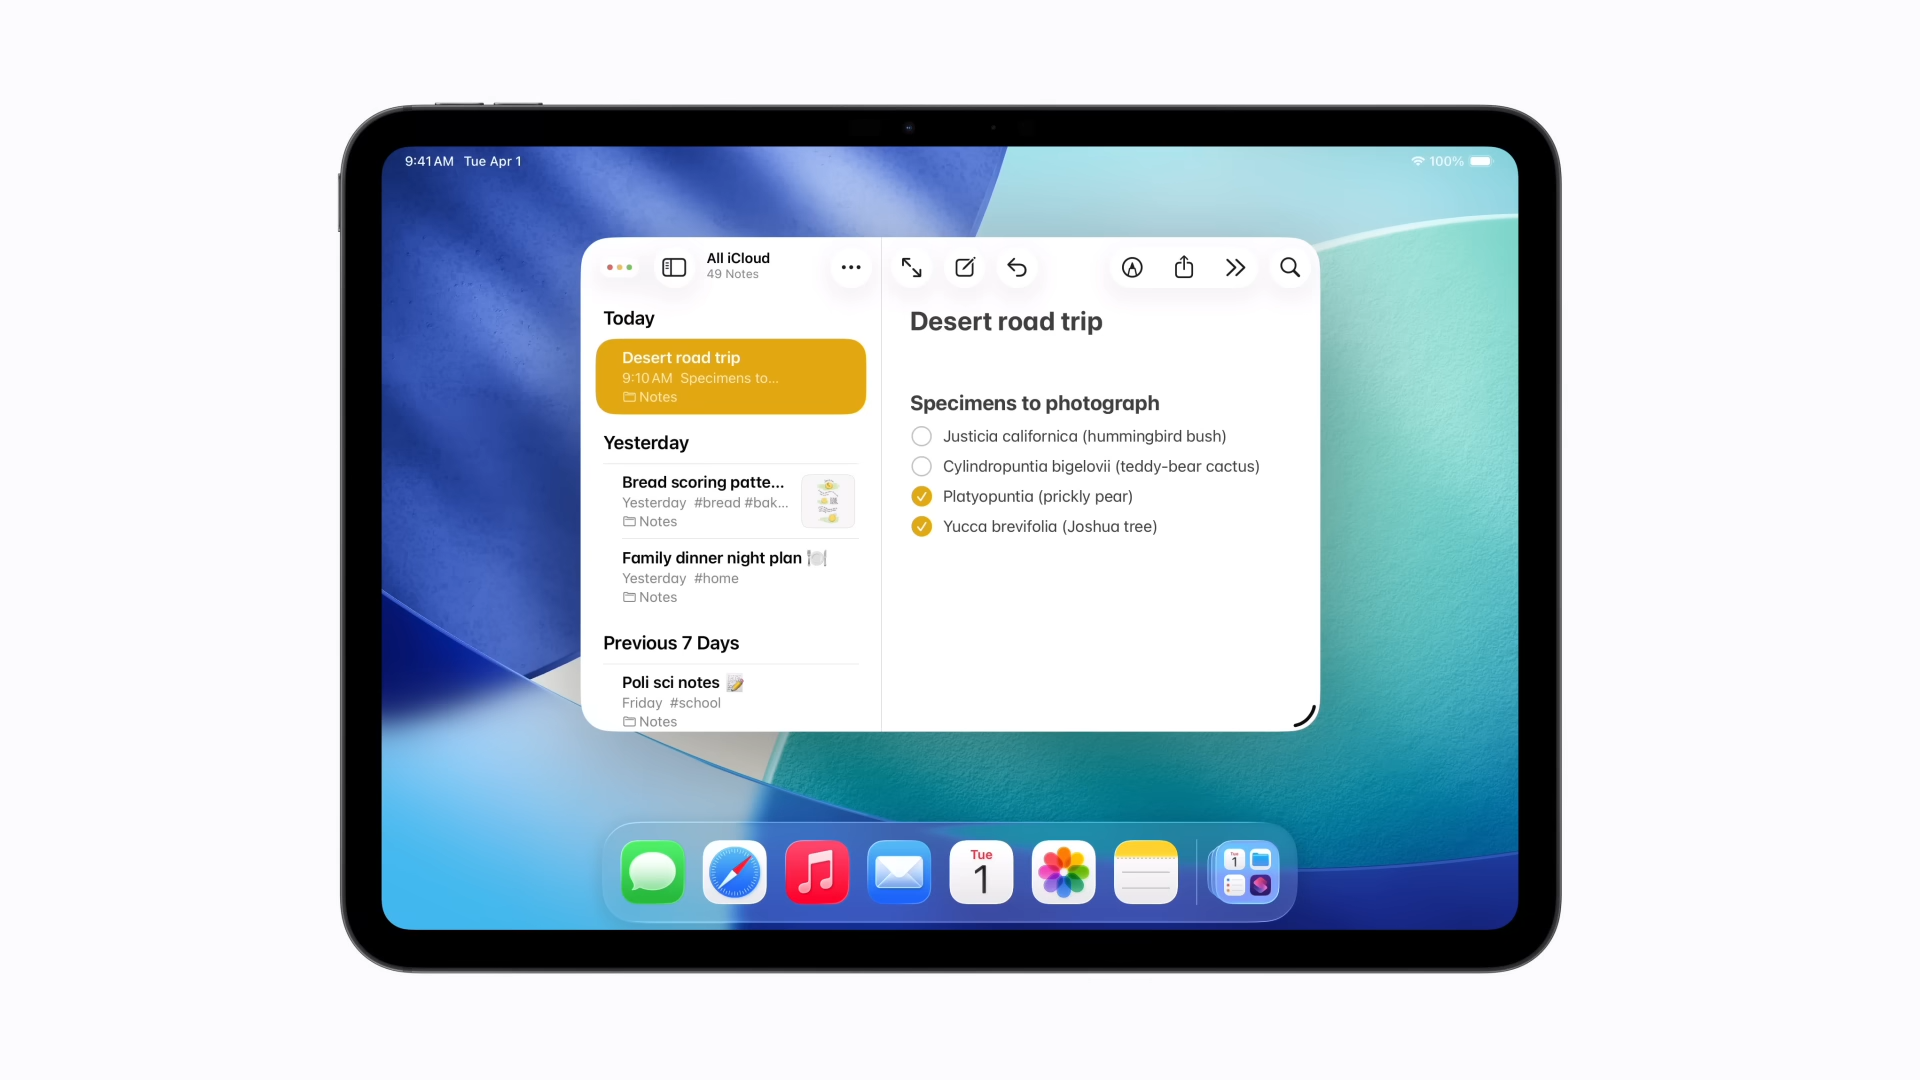 9:41 AM Tue Apr 1
100%
All iCloud
49 Notes
Today
Desert road trip
9:10 AM Specimens to...
Notes
Yesterday
Bread scoring patte...
Yesterday #bread #bak...
Notes
Family dinner night plan 🍽️
Yesterday #home
Notes
Previous 7 Days
Poli sci notes 📝
Friday #school
Notes
Desert road trip
Specimens to photograph
Justicia californica (hummingbird bush)
Cylindropuntia bigelovii (teddy-bear cactus)
Platyopuntia (prickly pear)
Yucca brevifolia (Joshua tree)
Tue
1
Tue
1